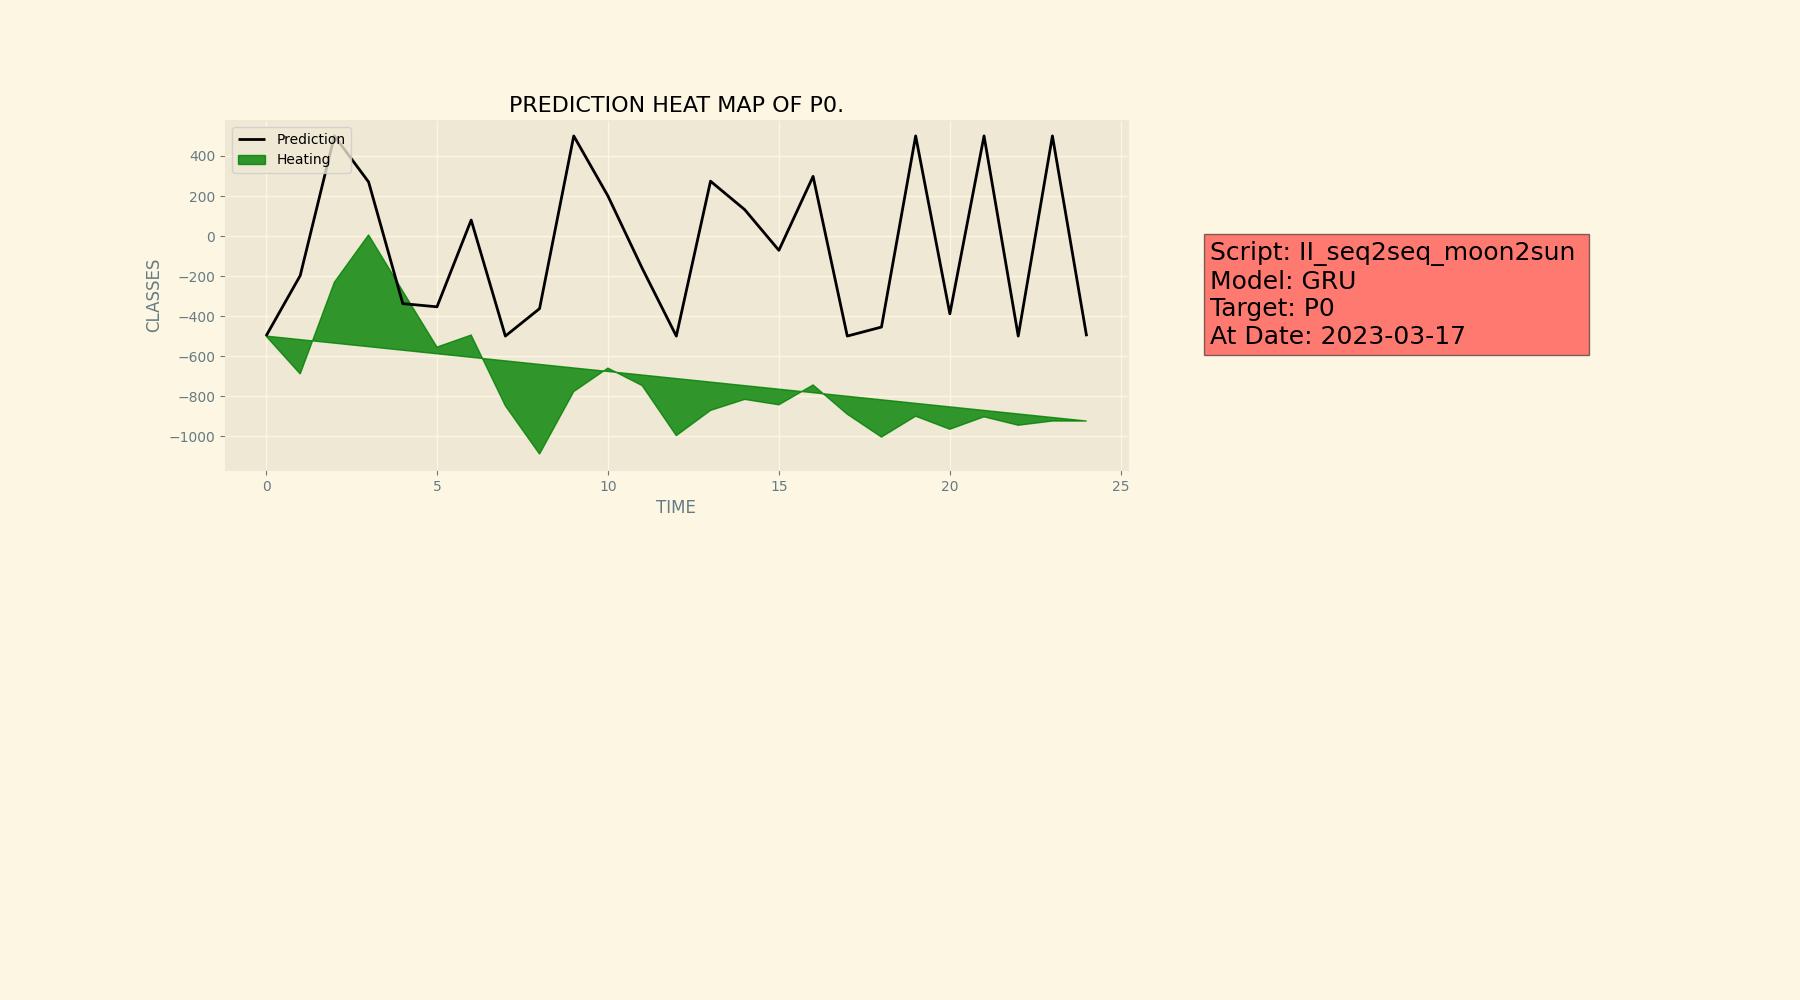 PREDICTION HEAT MAP OF P0.
Prediction
Heating
400
200
0
−200
−400
−600
−800
−1000
CLASSES
0 5 10 15 20 25
TIME
Script: II_seq2seq_moon2sun
Model: GRU
Target: P0
At Date: 2023-03-17